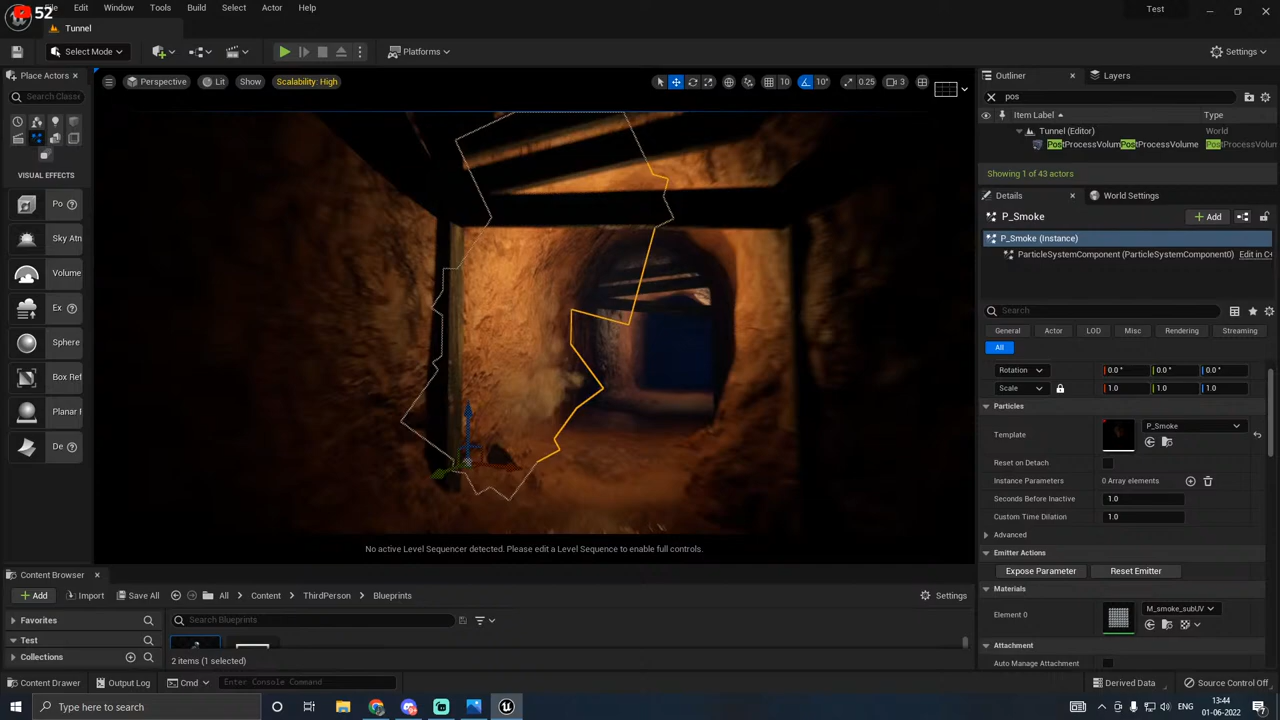 52
Edit Window Tools Build Select Actor Help
Test
Tunnel
Select Mode
Platforms
Settings
Place Actors
Search Classe
VISUAL EFFECTS
Po
Sky Atn
Volume
Ex
Sphere
Box Ret
Planar F
De
Perspective
Lit
Show
Scalability: High
10
10°
0.25
3
No active Level Sequencer detected. Please edit a Level Sequence to enable full controls.
Outliner
Layers
pos
Item Label
Type
Tunnel (Editor)
World
PostProcessVolum
PostProcessVolume
PostProcessV
Showing 1 of 43 actors
Details
World Settings
P_Smoke
Add
P_Smoke (Instance)
ParticleSystemComponent (ParticleSystemComponent0)
Edit in C+
Search
General
Actor
LOD
Misc
Rendering
Streaming
All
Rotation
0.0 °
0.0 °
0.0 °
Scale
1.0
1.0
1.0
Particles
Template
P_Smoke
Reset on Detach
Instance Parameters
0 Array elements
Seconds Before Inactive
1.0
Custom Time Dilation
1.0
Advanced
Emitter Actions
Expose Parameter
Reset Emitter
Materials
Element 0
M_smoke_subUV
Attachment
Auto Manage Attachment
Content Browser
Add
Import
Save All
All
Content
ThirdPerson
Blueprints
Settings
Favorites
Search Blueprints
Test
Collections
2 items (1 selected)
Content Drawer
Output Log
Cmd
Enter Console Command
Derived Data
Source Control Off
Type here to search
13:44
01-06-2022